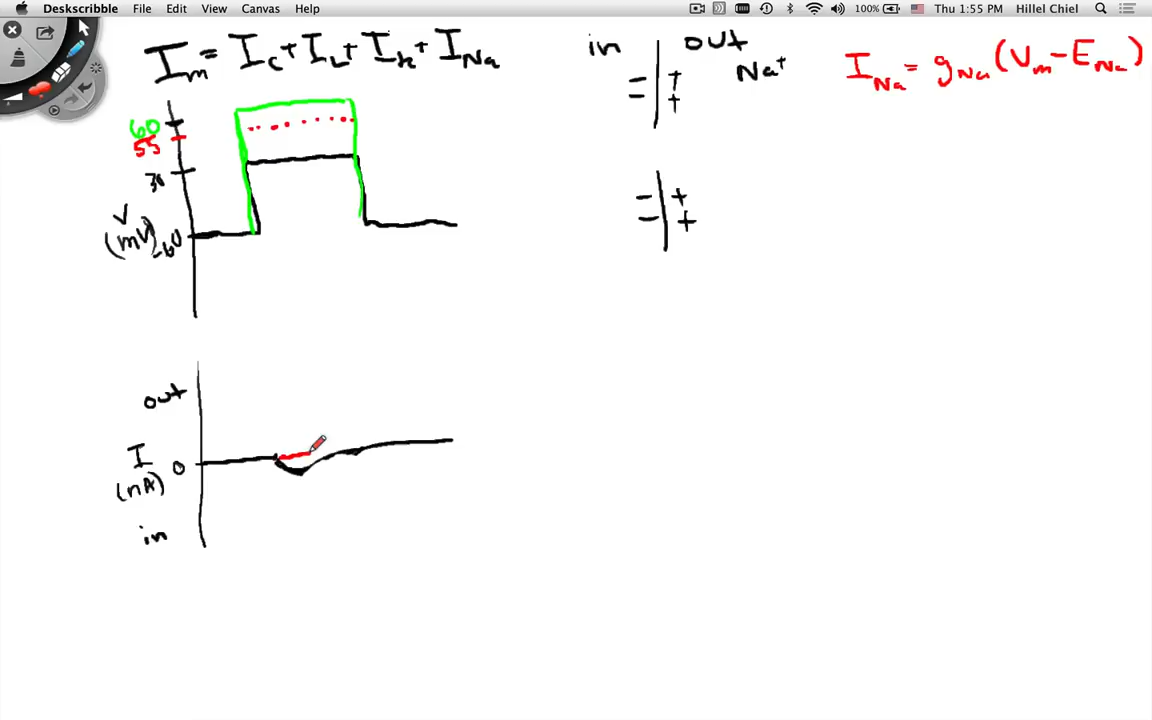 Deskscribble File Edit View Canvas Help 100% Thu 1:55 PM Hillel Chiel
Im = Ic + IL + Ik + INa
in out
Na+
INa = gNa (Vm - ENa)
= + +
60
55
30
V
(mV)
-60
= + +
out
I
(nA)
0
in